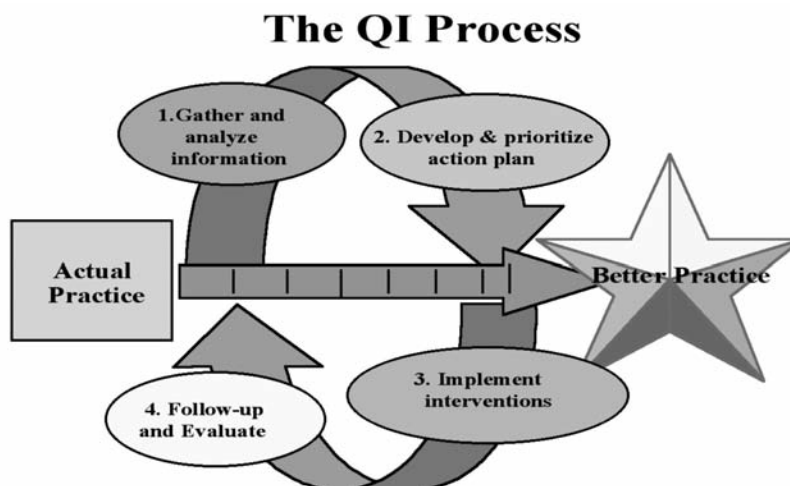 The QI Process
1.Gather and
analyze
information
2. Develop & prioritize
action plan
Actual
Practice
Better Practice
3. Implement
interventions
4. Follow-up
and Evaluate